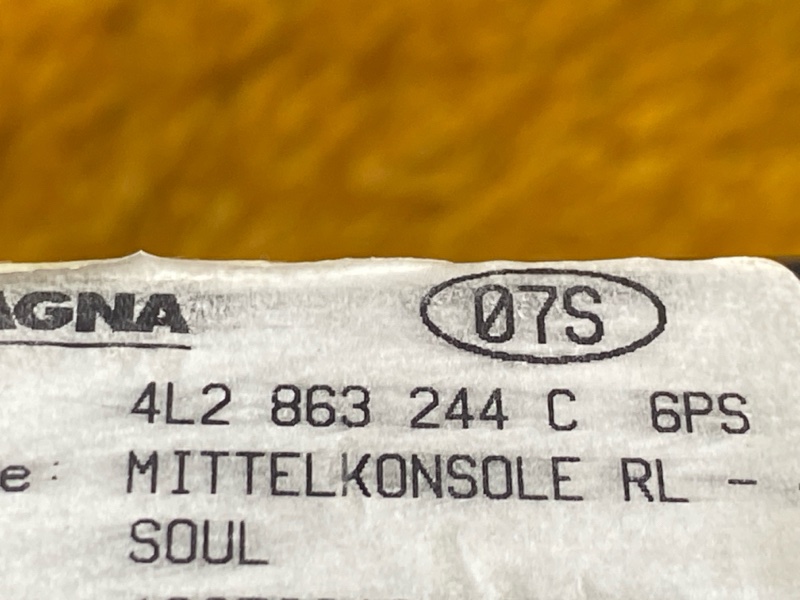 AGNA 07S
4L2 863 244 C 6PS
e: MITTELKONSOLE RL -
SOUL